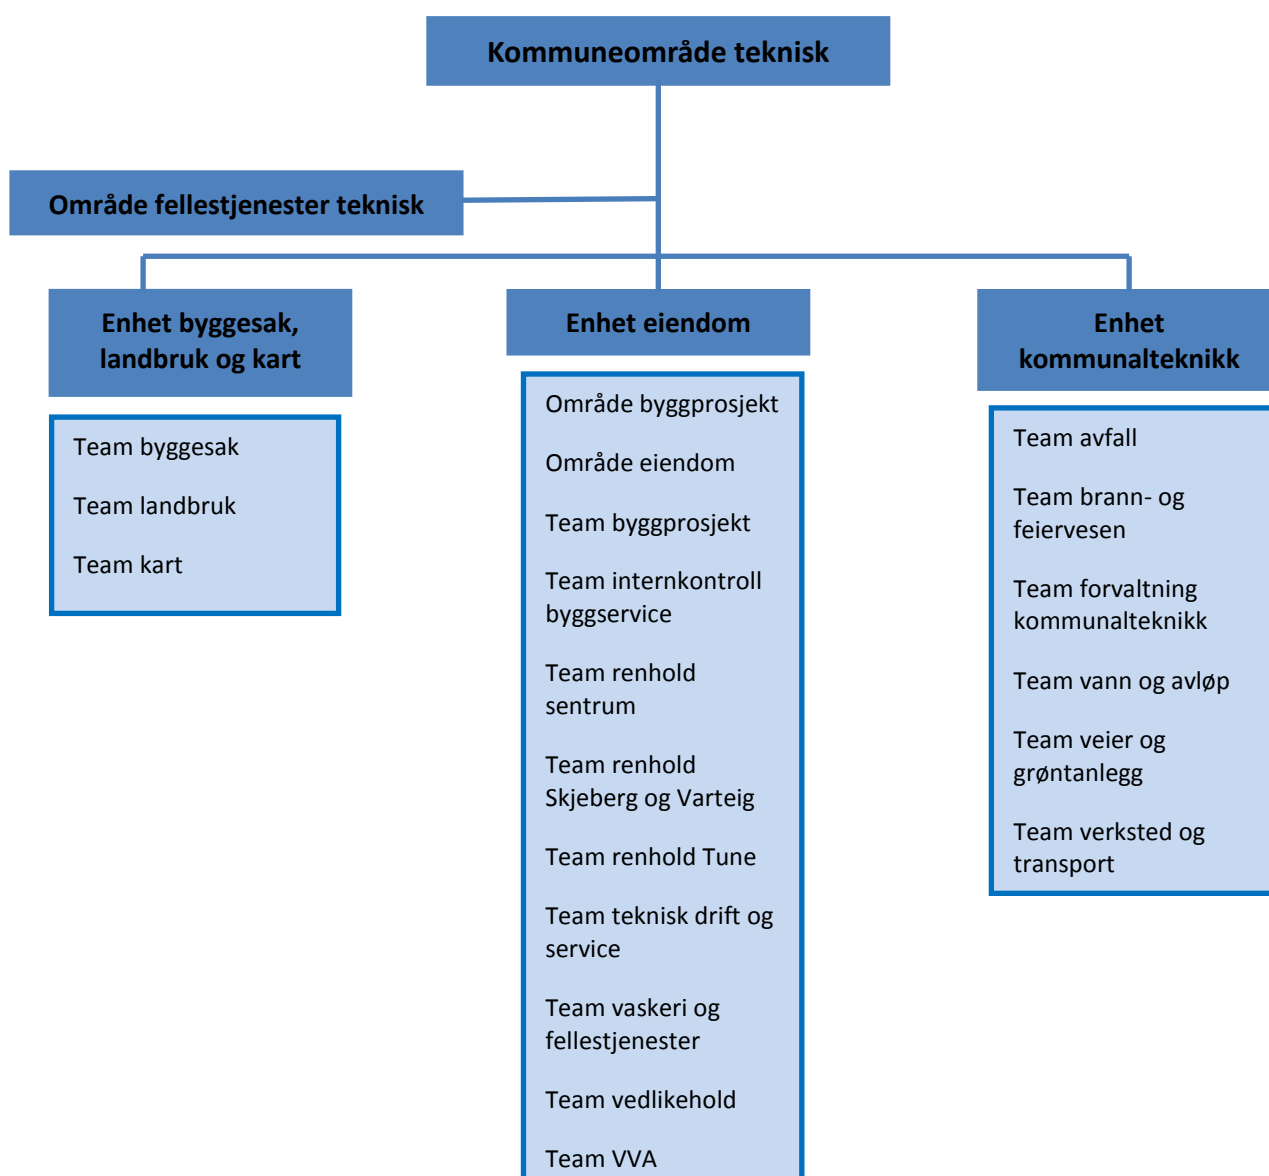 Kommuneområde teknisk
Område fellestjenester teknisk
Enhet byggesak,
landbruk og kart
Team byggesak
Team landbruk
Team kart
Enhet eiendom
Område byggprosjekt
Område eiendom
Team byggprosjekt
Team internkontroll
byggservice
Team renhold
sentrum
Team renhold
Skjeberg og Varteig
Team renhold Tune
Team teknisk drift og
service
Team vaskeri og
fellestjenester
Team vedlikehold
Team VVA
Enhet
kommunalteknikk
Team avfall
Team brann- og
feiervesen
Team forvaltning
kommunalteknikk
Team vann og avløp
Team veier og
grøntanlegg
Team verksted og
transport